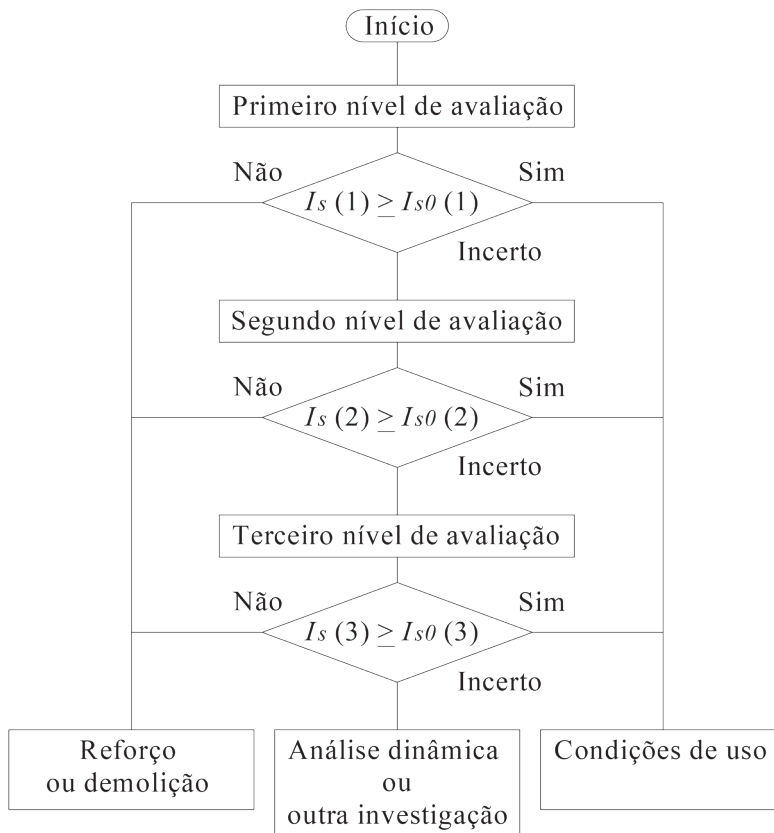 Início
Primeiro nível de avaliação
Não
Sim
Is (1) ≥ Is0 (1)
Incerto
Segundo nível de avaliação
Não
Sim
Is (2) ≥ Is0 (2)
Incerto
Terceiro nível de avaliação
Não
Sim
Is (3) ≥ Is0 (3)
Incerto
Reforço
ou demolição
Análise dinâmica
ou
outra investigação
Condições de uso